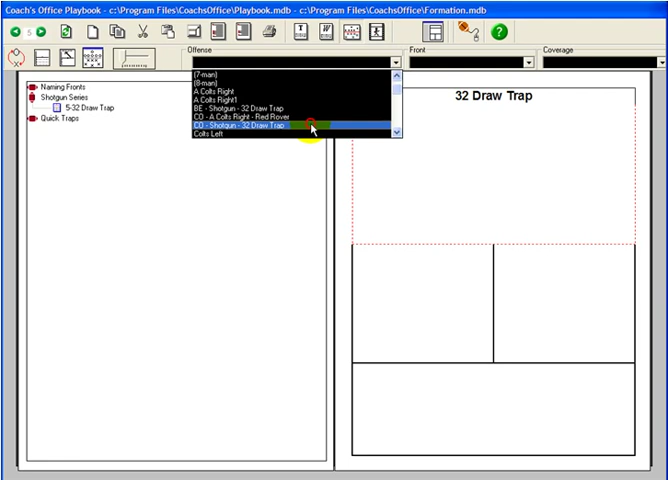 Coach's Office Playbook - c:\Program Files\CoachsOffice\Playbook.mdb - c:\Program Files\CoachsOffice\Formation.mdb
5
T
W
?
Offense
Front
Coverage
(7-man)
(8-man)
A Colts Right
A Colts Right1
BE - Shotgun - 32 Draw Trap
CO - A Colts Right - Red Rover
CO - Shotgun - 32 Draw Trap
Colts Left
Naming Fronts
Shotgun Series
5-32 Draw Trap
Quick Traps
32 Draw Trap